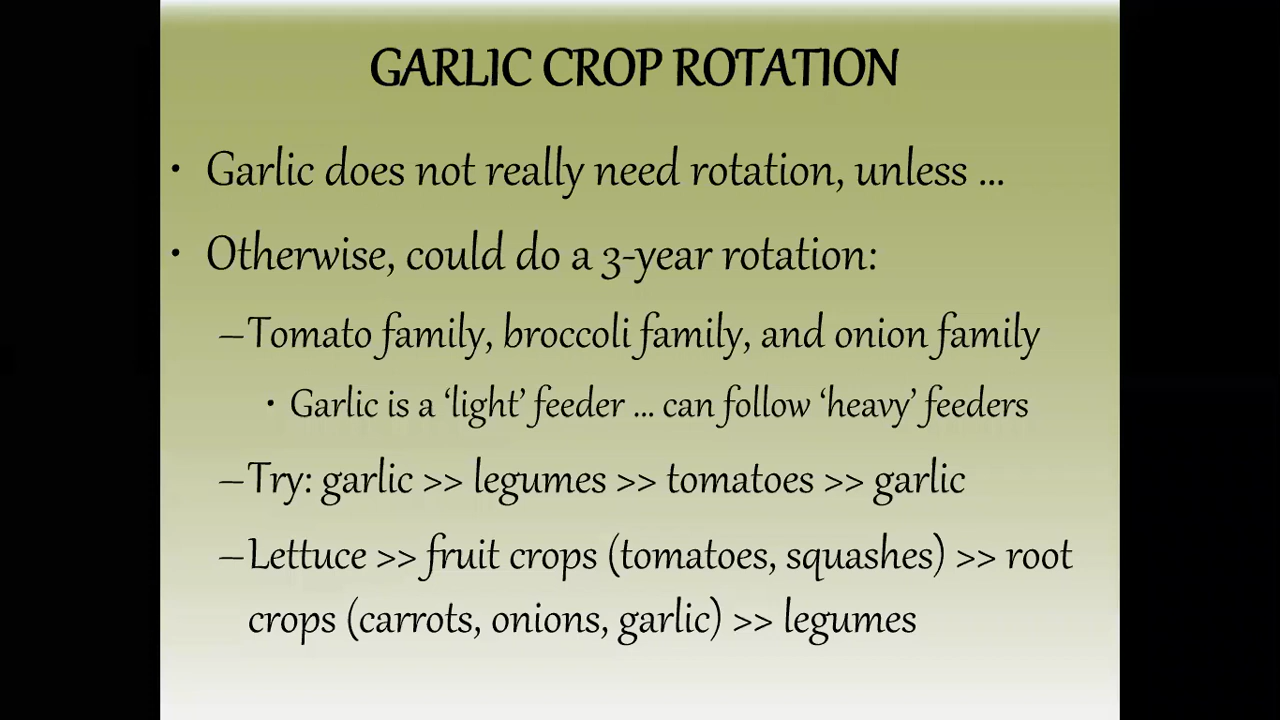 GARLIC CROP ROTATION
• Garlic does not really need rotation, unless ...
• Otherwise, could do a 3-year rotation:
–Tomato family, broccoli family, and onion family
• Garlic is a ‘light’ feeder ... can follow ‘heavy’ feeders
–Try: garlic >> legumes >> tomatoes >> garlic
–Lettuce >> fruit crops (tomatoes, squashes) >> root
crops (carrots, onions, garlic) >> legumes